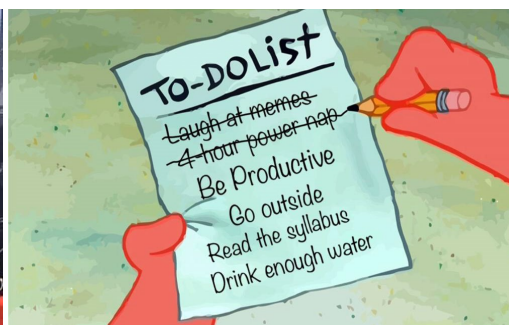 TO-DO List
Laugh at memes
4-hour power nap
Be Productive
Go outside
Read the syllabus
Drink enough water